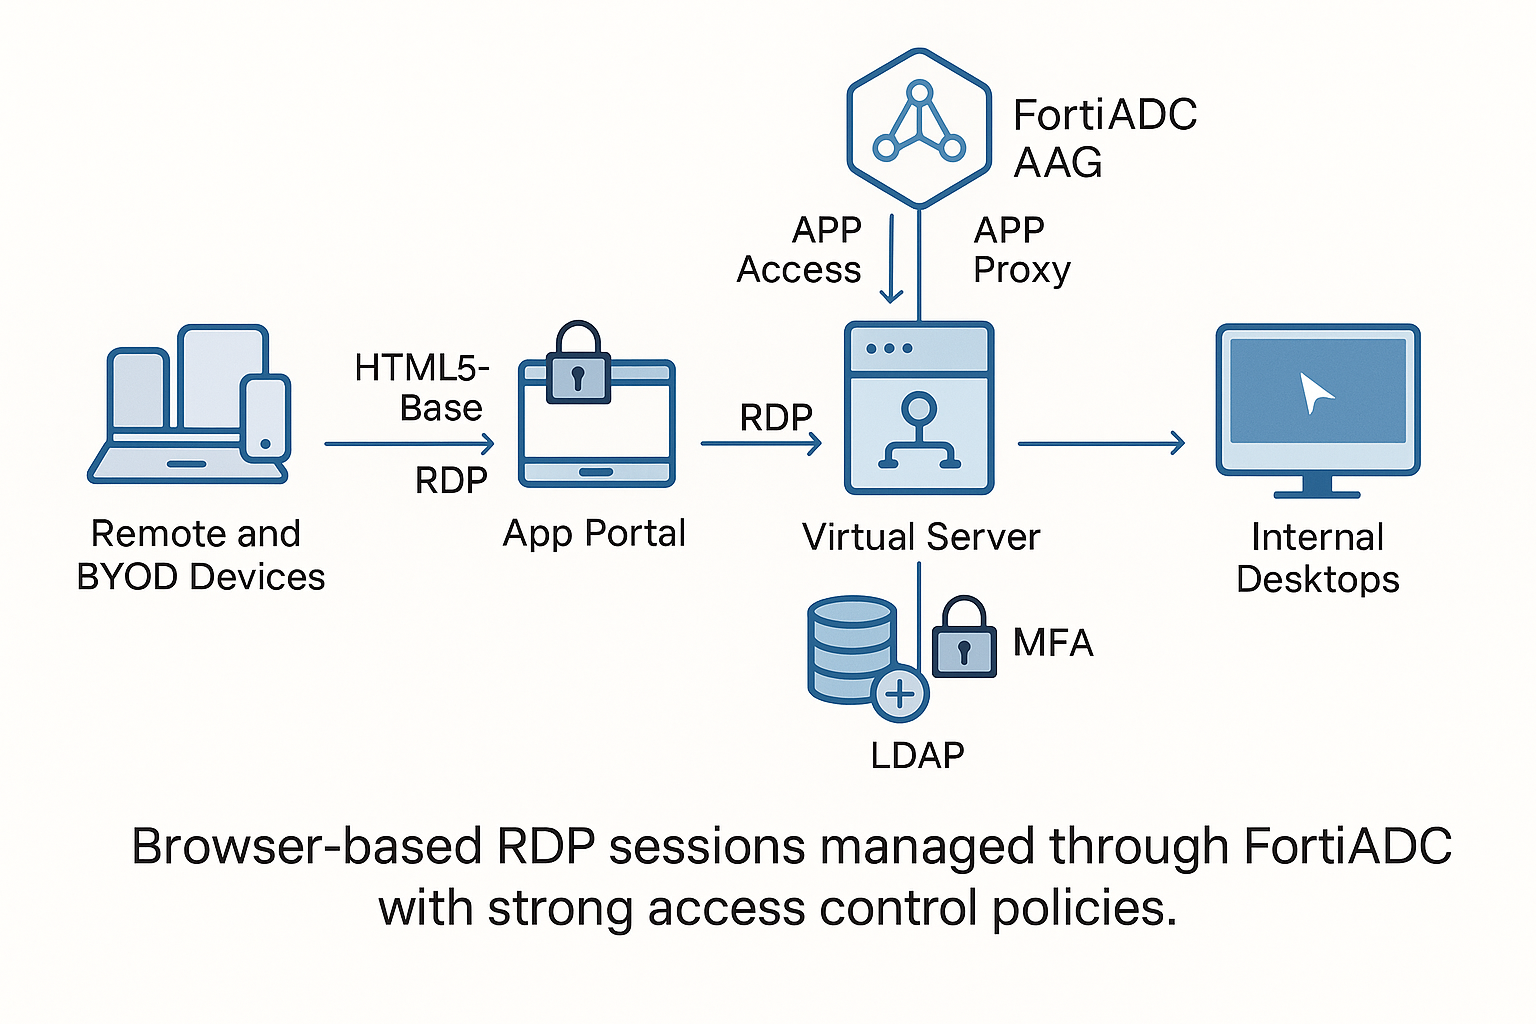 FortiADC
AAG
APP
Access
APP
Proxy
HTML5-
Base
RDP
RDP
Remote and
BYOD Devices
App Portal
Virtual Server
Internal
Desktops
MFA
LDAP
Browser-based RDP sessions managed through FortiADC
with strong access control policies.